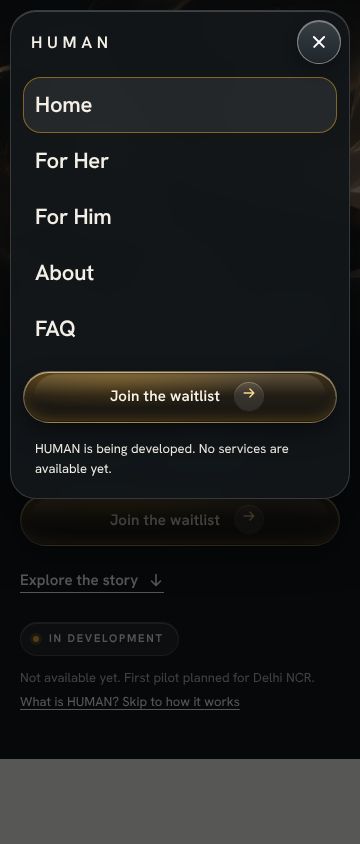 HUMAN
Home
For Her
For Him
About
FAQ
Join the waitlist
HUMAN is being developed. No services are
available yet.
Join the waitlist
Explore the story
IN DEVELOPMENT
Not available yet. First pilot planned for Delhi NCR.
What is HUMAN? Skip to how it works